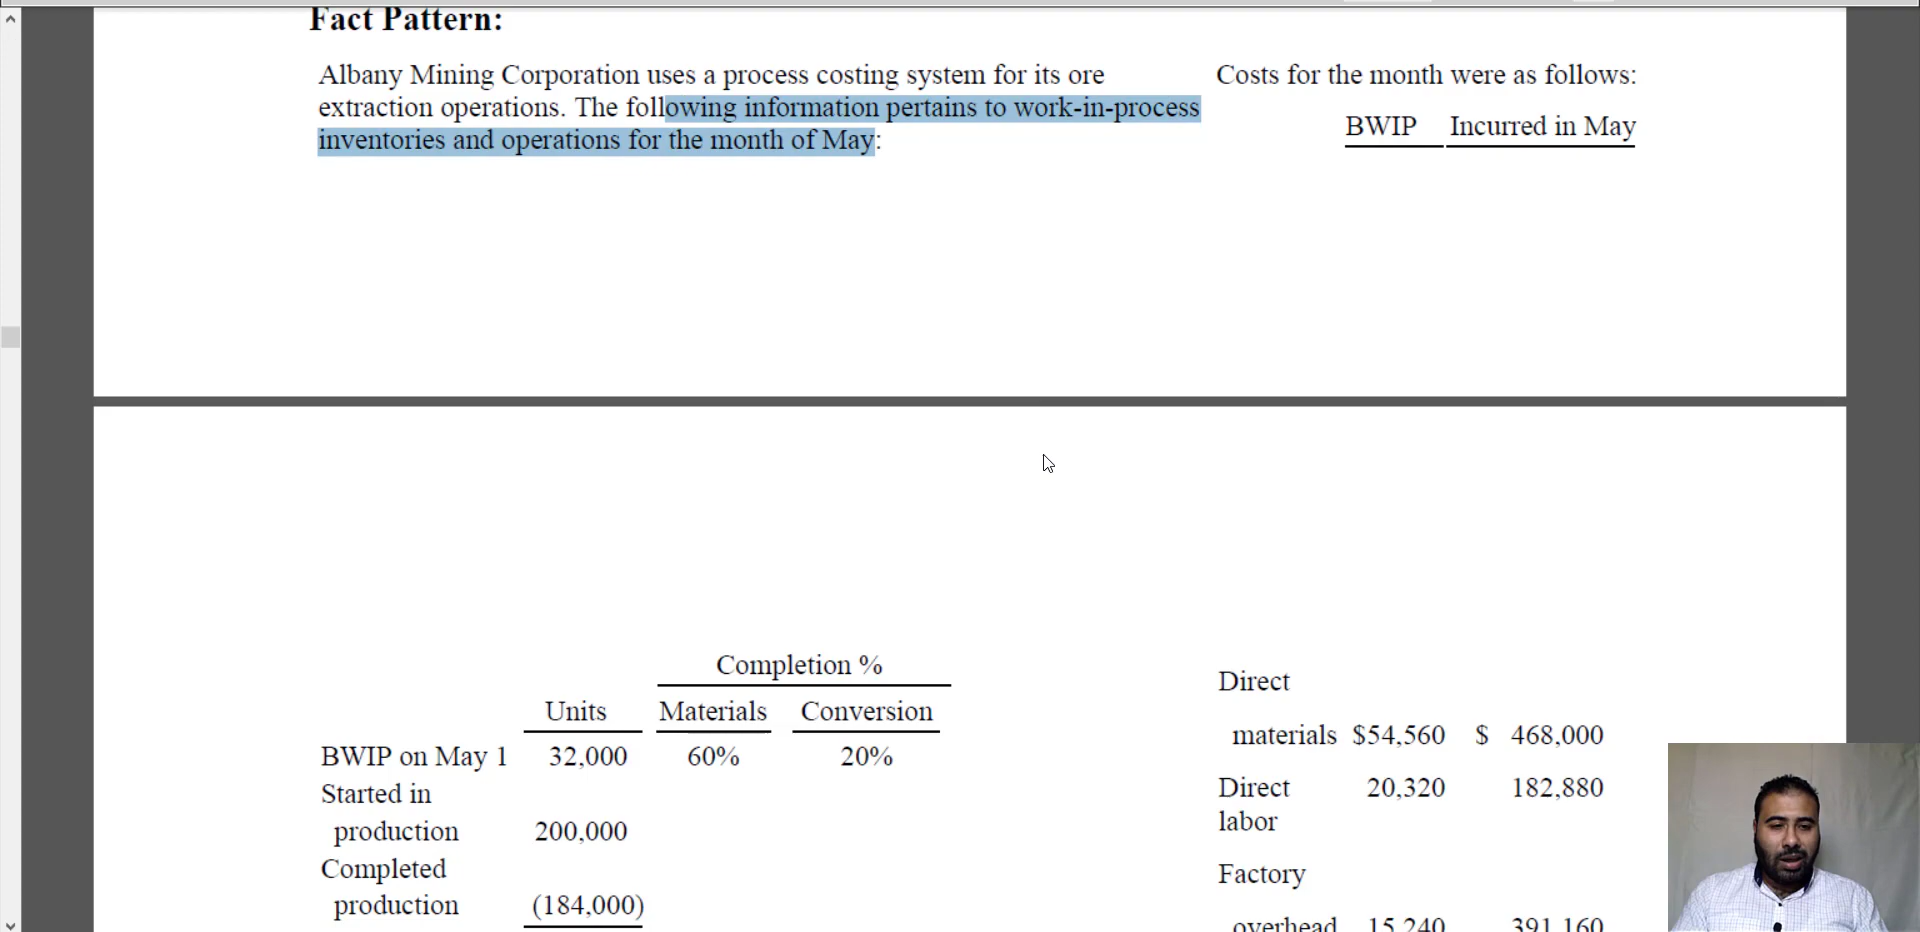 Fact Pattern:
Albany Mining Corporation uses a process costing system for its ore
extraction operations. The following information pertains to work-in-process
inventories and operations for the month of May:
Costs for the month were as follows:
BWIP Incurred in May
Completion %
Units Materials Conversion
BWIP on May 1 32,000 60% 20%
Started in
production 200,000
Completed
production (184,000)
Direct
materials $54,560 $ 468,000
Direct 20,320 182,880
labor
Factory
overhead 15,240 391,160